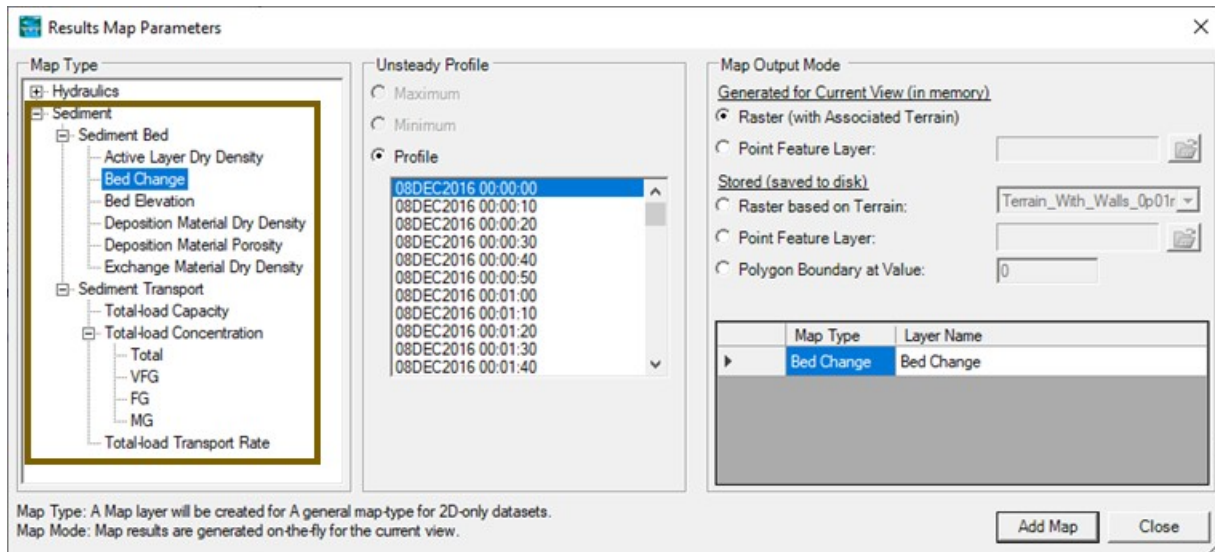 Results Map Parameters
Map Type
Hydraulics
Sediment
Sediment Bed
Active Layer Dry Density
Bed Change
Bed Elevation
Deposition Material Dry Density
Deposition Material Porosity
Exchange Material Dry Density
Sediment Transport
Total-load Capacity
Total-load Concentration
Total
VFG
FG
MG
Total-load Transport Rate
Unsteady Profile
Maximum
Minimum
Profile
08DEC2016 00:00:00
08DEC2016 00:00:10
08DEC2016 00:00:20
08DEC2016 00:00:30
08DEC2016 00:00:40
08DEC2016 00:00:50
08DEC2016 00:01:00
08DEC2016 00:01:10
08DEC2016 00:01:20
08DEC2016 00:01:30
08DEC2016 00:01:40
Map Output Mode
Generated for Current View (in memory)
Raster (with Associated Terrain)
Point Feature Layer:
Stored (saved to disk)
Raster based on Terrain: Terrain_With_Walls_0p01r
Point Feature Layer:
Polygon Boundary at Value: 0
Map Type Layer Name
Bed Change Bed Change
Map Type: A Map layer will be created for A general map-type for 2D-only datasets.
Map Mode: Map results are generated on-the-fly for the current view.
Add Map Close